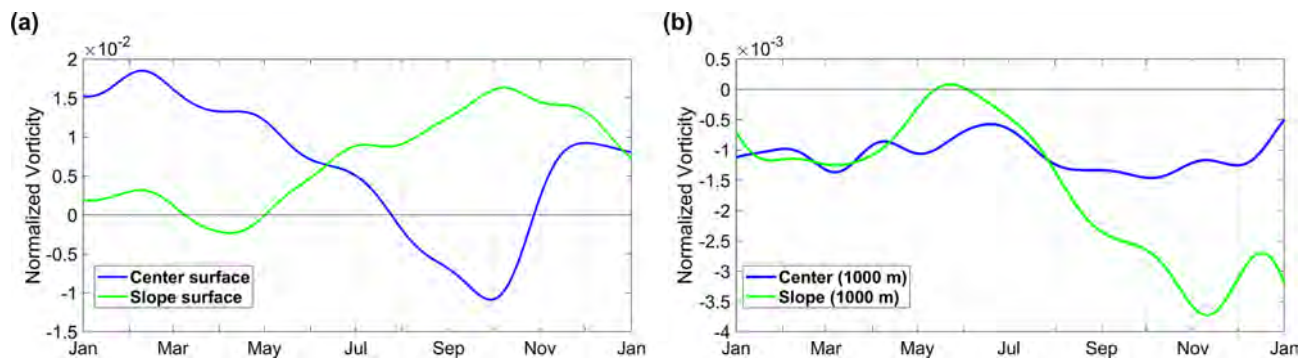 (a)
×10⁻²
2
1.5
1
0.5
0
-0.5
-1
-1.5
Normalized Vorticity
Center surface
Slope surface
Jan Mar May Jul Sep Nov Jan
(b)
×10⁻³
0.5
0
-0.5
-1
-1.5
-2
-2.5
-3
-3.5
-4
Normalized Vorticity
Center (1000 m)
Slope (1000 m)
Jan Mar May Jul Sep Nov Jan